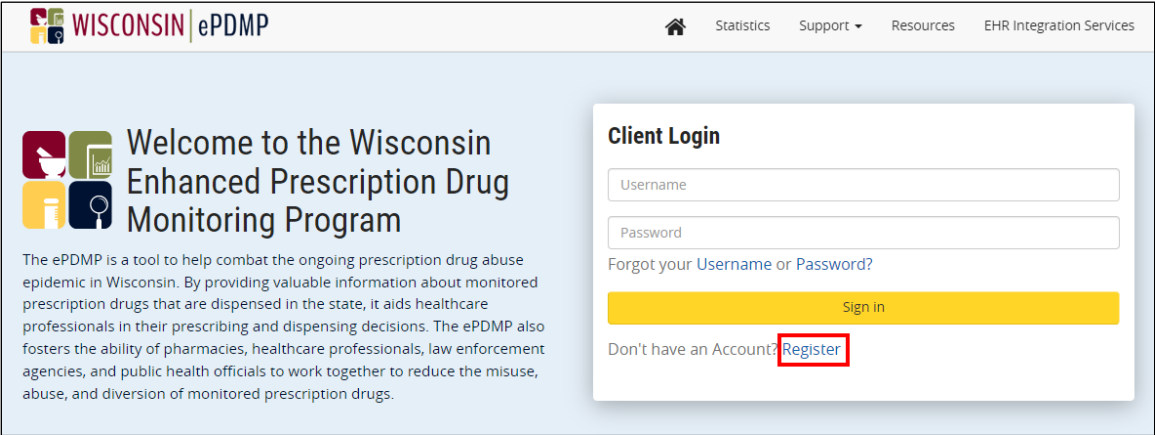 WISCONSIN | ePDMP
Statistics
Support
Resources
EHR Integration Services
Welcome to the Wisconsin
Enhanced Prescription Drug
Monitoring Program
The ePDMP is a tool to help combat the ongoing prescription drug abuse
epidemic in Wisconsin. By providing valuable information about monitored
prescription drugs that are dispensed in the state, it aids healthcare
professionals in their prescribing and dispensing decisions. The ePDMP also
fosters the ability of pharmacies, healthcare professionals, law enforcement
agencies, and public health officials to work together to reduce the misuse,
abuse, and diversion of monitored prescription drugs.
Client Login
Username
Password
Forgot your Username or Password?
Sign in
Don't have an Account? Register